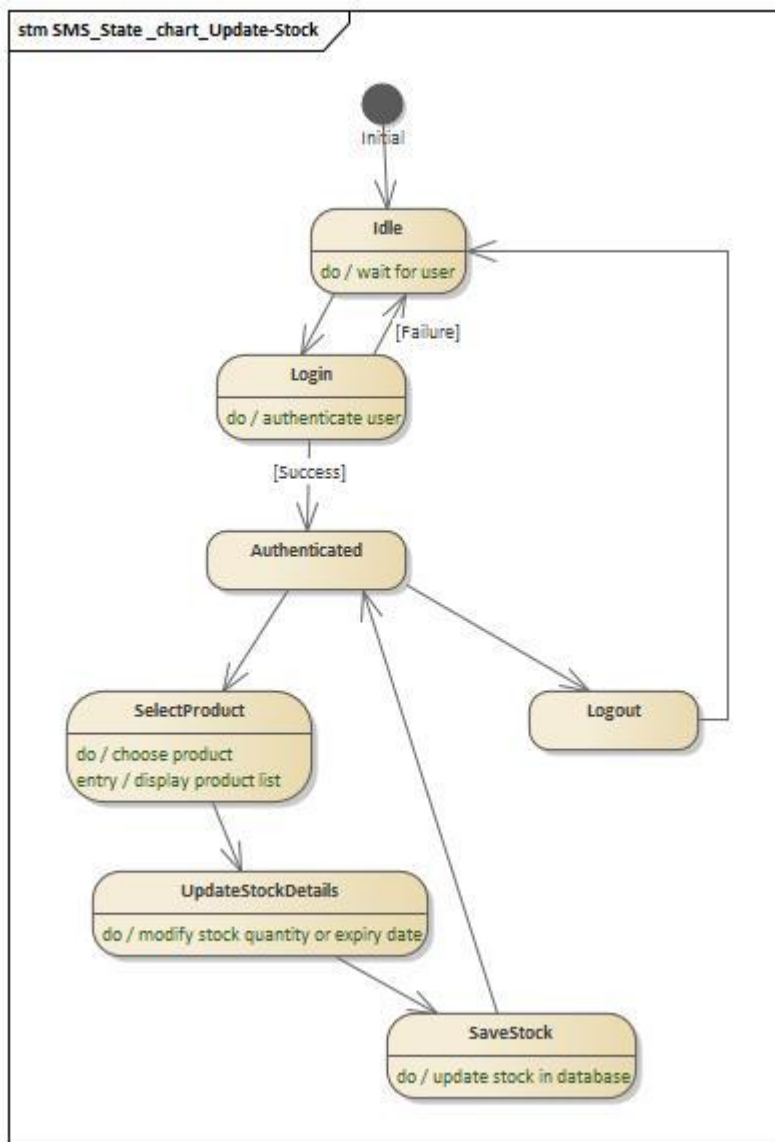 stm SMS_State _chart_Update-Stock
Initial
Idle
do / wait for user
[Failure]
Login
do / authenticate user
[Success]
Authenticated
SelectProduct
do / choose product
entry / display product list
Logout
UpdateStockDetails
do / modify stock quantity or expiry date
SaveStock
do / update stock in database